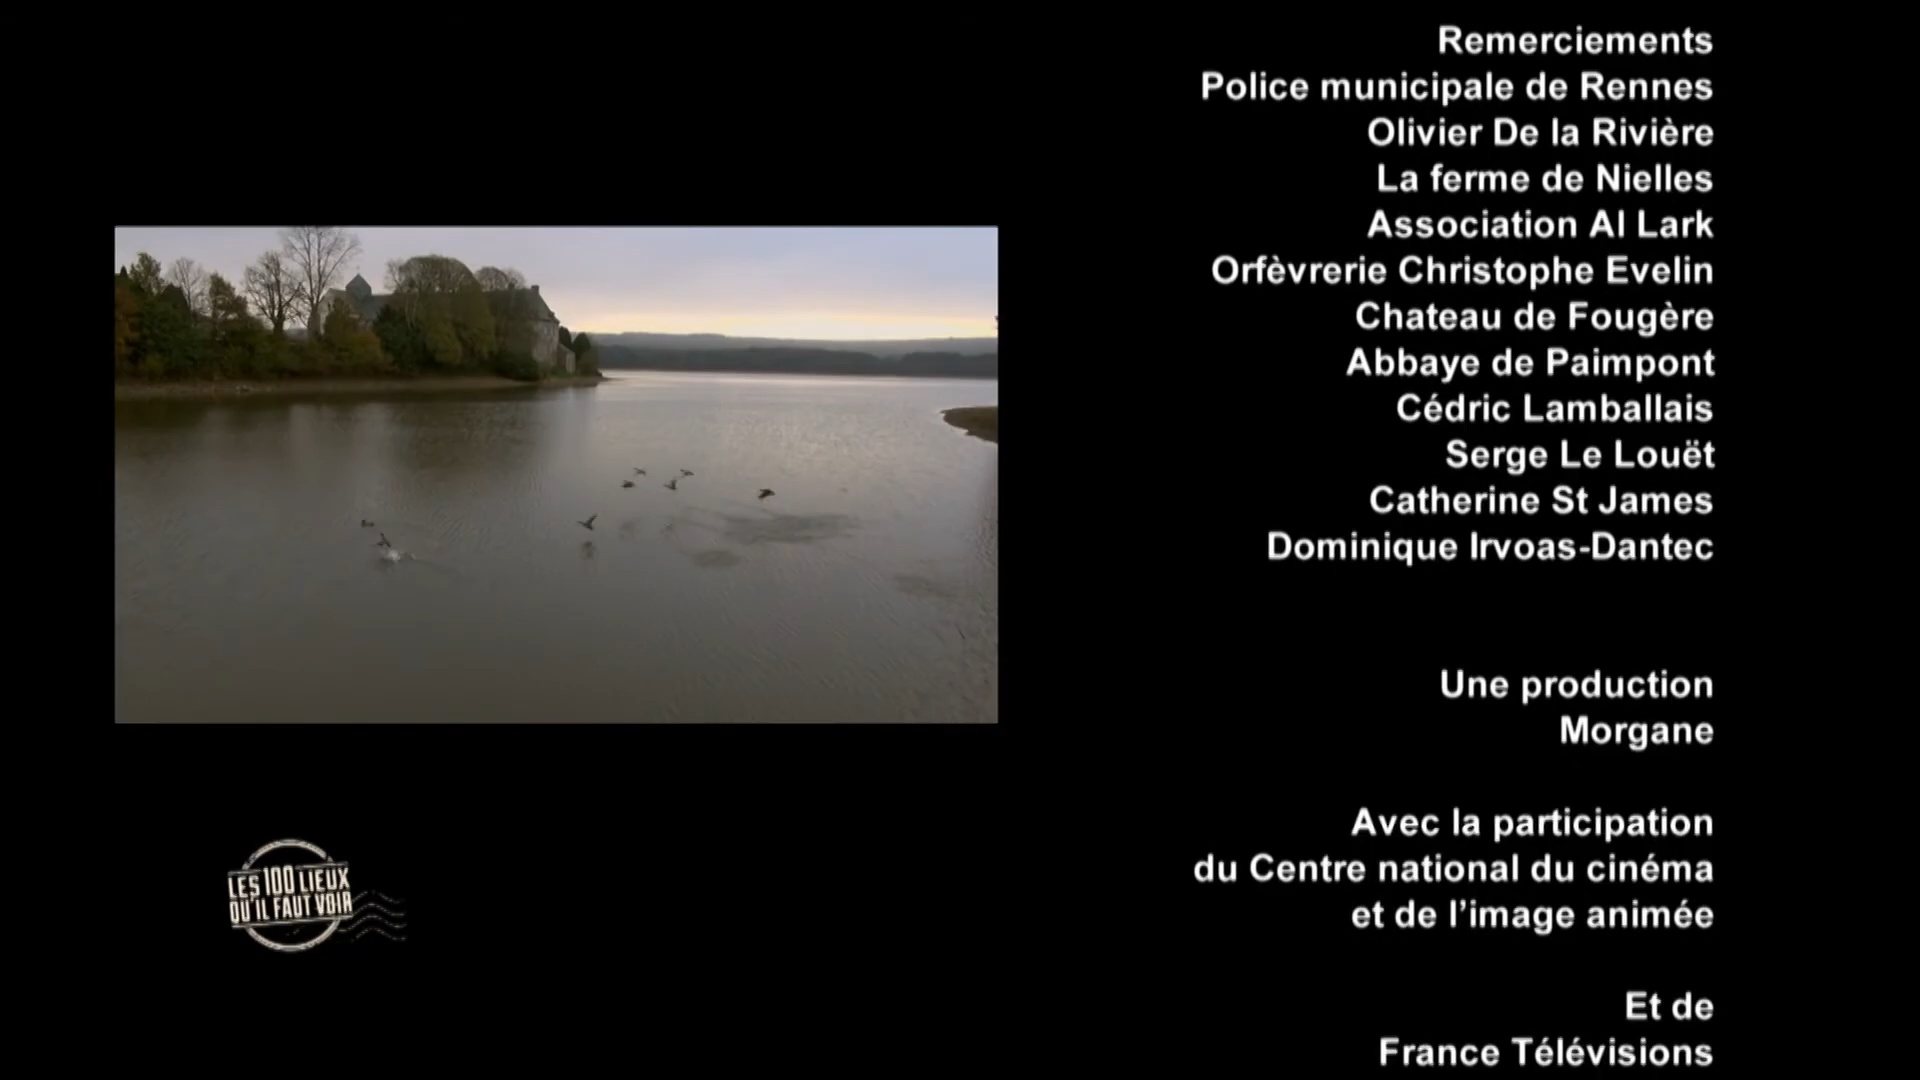 Remerciements
Police municipale de Rennes
Olivier De la Rivière
La ferme de Nielles
Association Al Lark
Orfèvrerie Christophe Evelin
Chateau de Fougère
Abbaye de Paimpont
Cédric Lamballais
Serge Le Louët
Catherine St James
Dominique Irvoas-Dantec
Une production
Morgane
Avec la participation
du Centre national du cinéma
et de l’image animée
Et de
France Télévisions
LES 100 LIEUX
QU'IL FAUT VOIR